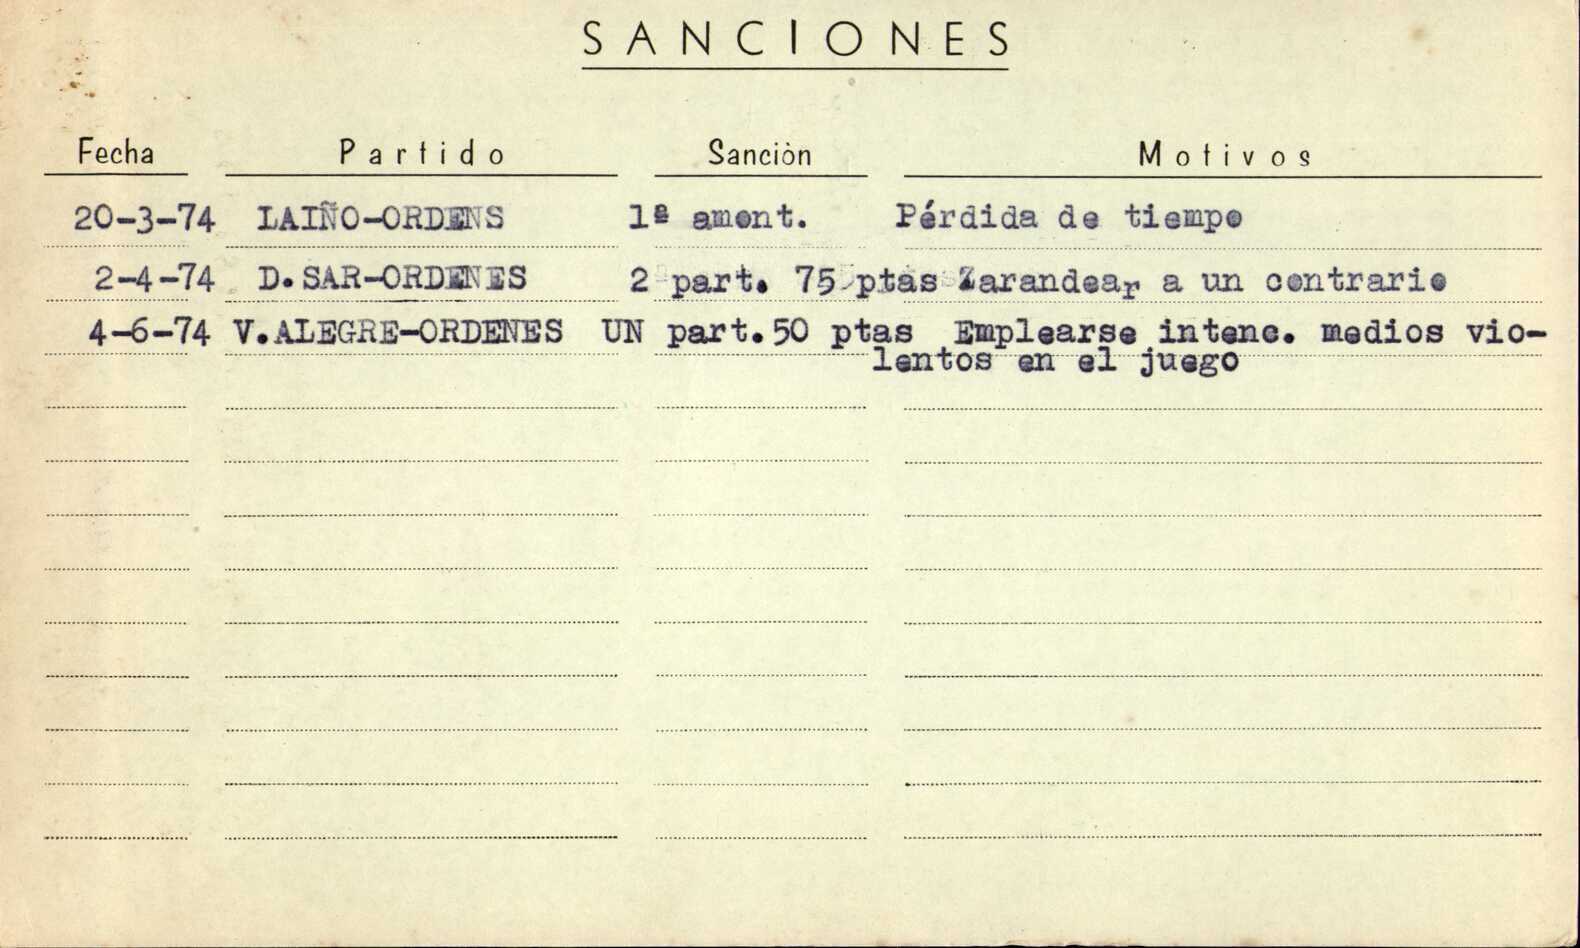 SANCIONES
Fecha Partido Sanción Motivos
20-3-74 LAIÑO-ORDENS 1ª amont. Pérdida de tiempo
2-4-74 D.SAR-ORDENES 2 part. 75 ptas Zarandear a un contrario
4-6-74 V.ALEGRE-ORDENES UN part.50 ptas Emplearse intenc. medios vio-
lentos en el juego